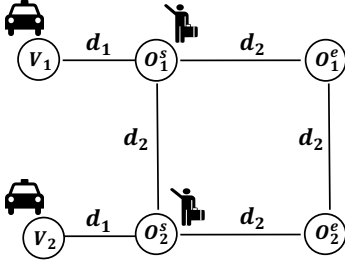 d₁ d₂
V₁ O₁ˢ O₁ᵉ
d₂ d₂
d₁ d₂
V₂ O₂ˢ O₂ᵉ